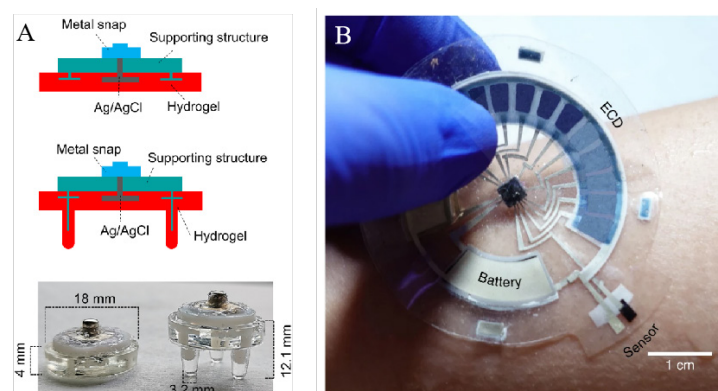 A
Metal snap
Supporting structure
Ag/AgCl
Hydrogel
Metal snap
Supporting structure
Ag/AgCl
Hydrogel
18 mm
4 mm
3.2 mm
12.1 mm
B
ECD
Battery
Sensor
1 cm